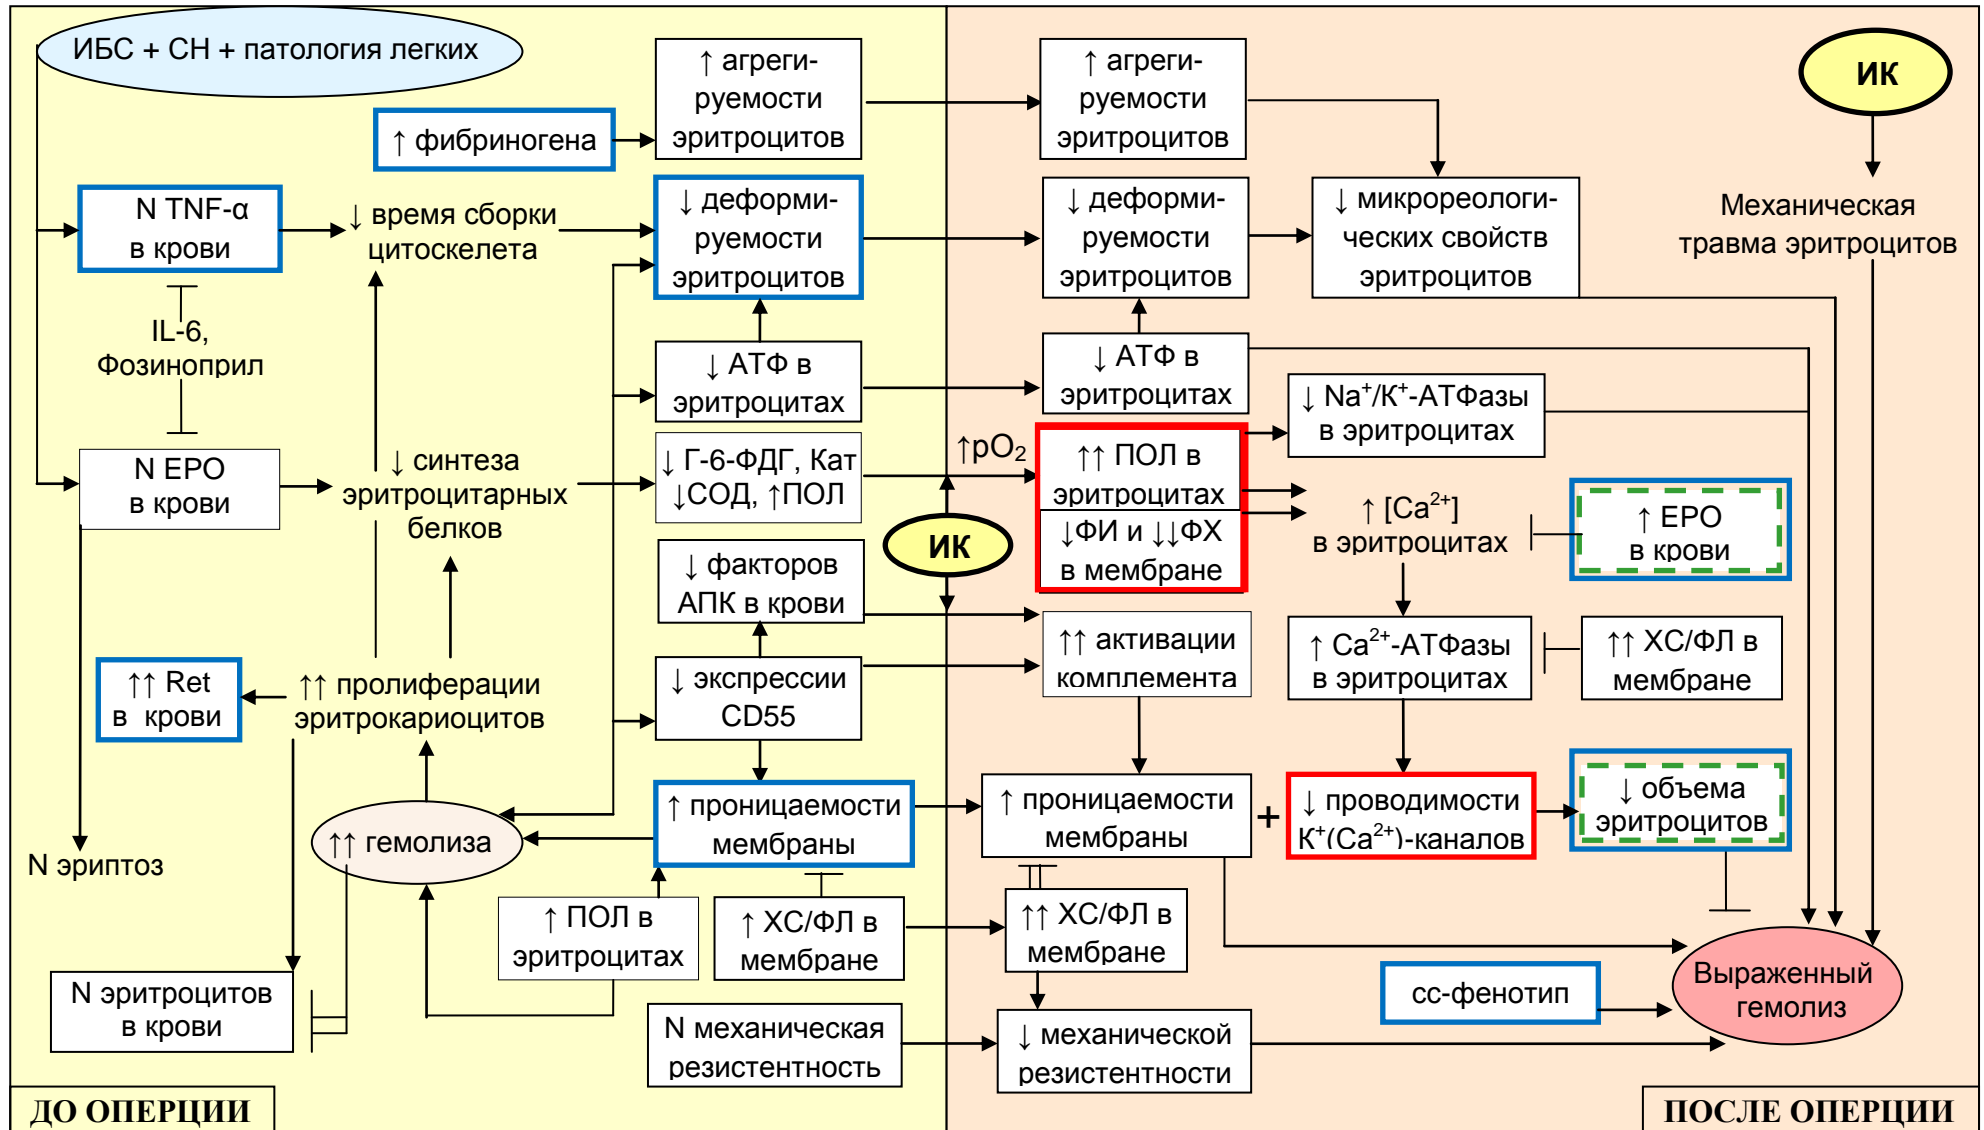 ИБС + СН + патология легких
↑ фибриногена
↑ агреги-
руемости
эритроцитов
N TNF-α
в крови
↓ время сборки
цитоскелета
↓ деформи-
руемости
эритроцитов
IL-6,
Фозиноприл
↓ АТФ в
эритроцитах
N EPO
в крови
↓ синтеза
эритроцитарных
белков
↓ Г-6-ФДГ, Кат
↓СОД, ↑ПОЛ
↓ факторов
АПК в крови
↑↑ Ret
в крови
↑↑ пролиферации
эритрокариоцитов
↓ экспрессии
CD55
↑↑ гемолиза
↑ проницаемости
мембраны
N эриптоз
↑ ПОЛ в
эритроцитах
↑ ХС/ФЛ в
мембране
N эритроцитов
в крови
N механическая
резистентность
ДО ОПЕРЦИИ
ИК
↑pO₂
↑ агреги-
руемости
эритроцитов
ИК
↓ деформи-
руемости
эритроцитов
↓ микрореологи-
ческих свойств
эритроцитов
Механическая
травма эритроцитов
↓ АТФ в
эритроцитах
↓ Na⁺/К⁺-АТФазы
в эритроцитах
↑↑ ПОЛ в
эритроцитах
↓ФИ и ↓↓ФХ
в мембране
↑ [Ca²⁺]
в эритроцитах
↑ EPO
в крови
↑↑ активации
комплемента
↑ Ca²⁺-АТФазы
в эритроцитах
↑↑ ХС/ФЛ в
мембране
↑ проницаемости
мембраны
+
↓ проводимости
К⁺(Ca²⁺)-каналов
↓ объема
эритроцитов
↑↑ ХС/ФЛ в
мембране
сс-фенотип
Выраженный
гемолиз
↓ механической
резистентности
ПОСЛЕ ОПЕРЦИИ